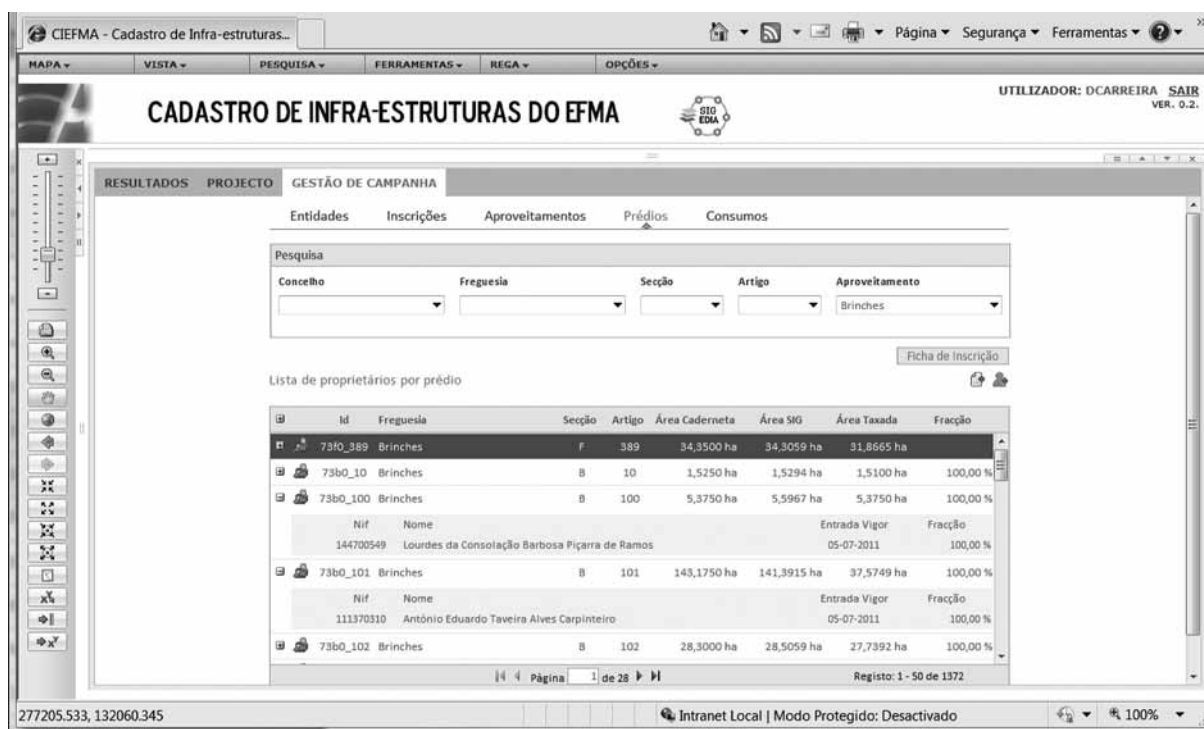 CIEFMA - Cadastro de Infra-estruturas...
Página Segurança Ferramentas
MAPA VISTA PESQUISA FERRAMENTAS REGA OPÇÕES
CADASTRO DE INFRA-ESTRUTURAS DO EFMA
SIG EDIA
UTILIZADOR: DCARREIRA SAIR
VER. 0.2.
RESULTADOS PROJECTO GESTÃO DE CAMPANHA
Entidades Inscrições Aproveitamentos Prédios Consumos
Pesquisa
Concelho Freguesia Secção Artigo Aproveitamento
Brinches
Ficha de Inscrição
Lista de proprietários por prédio
Id Freguesia Secção Artigo Área Caderneta Área SIG Área Taxada Fracção
73f0_389 Brinches F 389 34,3500 ha 34,3059 ha 31,8665 ha
73b0_10 Brinches B 10 1,5250 ha 1,5294 ha 1,5100 ha 100,00 %
73b0_100 Brinches B 100 5,3750 ha 5,5967 ha 5,3750 ha 100,00 %
Nif Nome Entrada Vigor Fracção
144700549 Lourdes da Consolação Barbosa Piçarra de Ramos 05-07-2011 100,00 %
73b0_101 Brinches B 101 143,1750 ha 141,3915 ha 37,5749 ha 100,00 %
Nif Nome Entrada Vigor Fracção
111370310 António Eduardo Taveira Alves Carpinteiro 05-07-2011 100,00 %
73b0_102 Brinches B 102 28,3000 ha 28,5059 ha 27,7392 ha 100,00 %
Página 1 de 28 Registo: 1 - 50 de 1372
277205.533, 132060.345 Intranet Local | Modo Protegido: Desactivado 100%